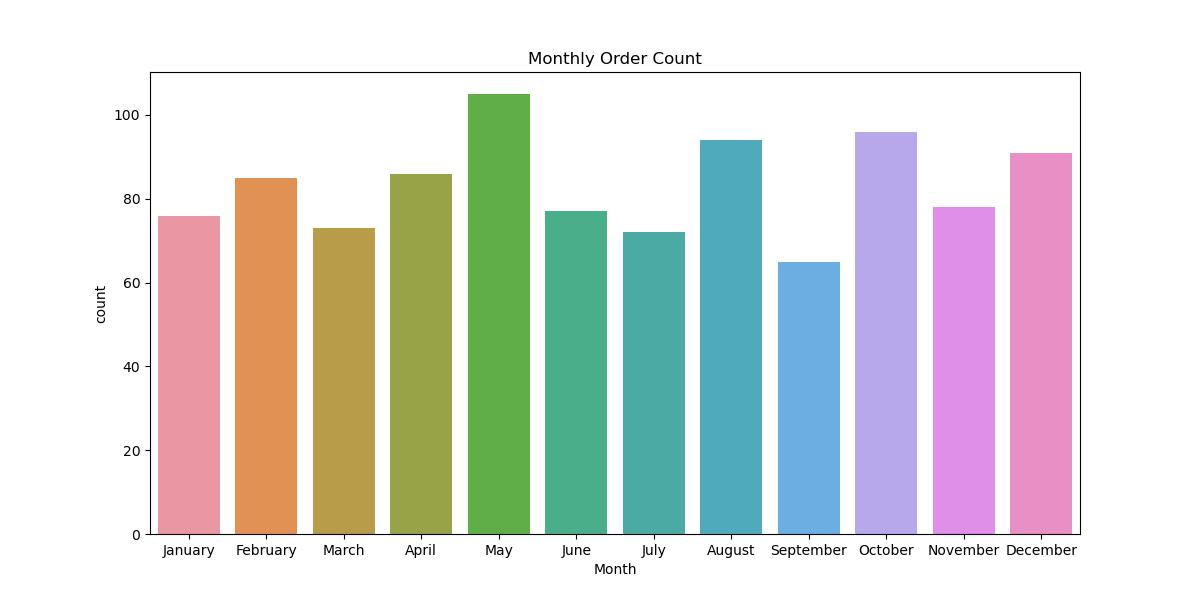 Monthly Order Count
100
80
60
40
20
0
count
January February March April May June July August September October November December
Month